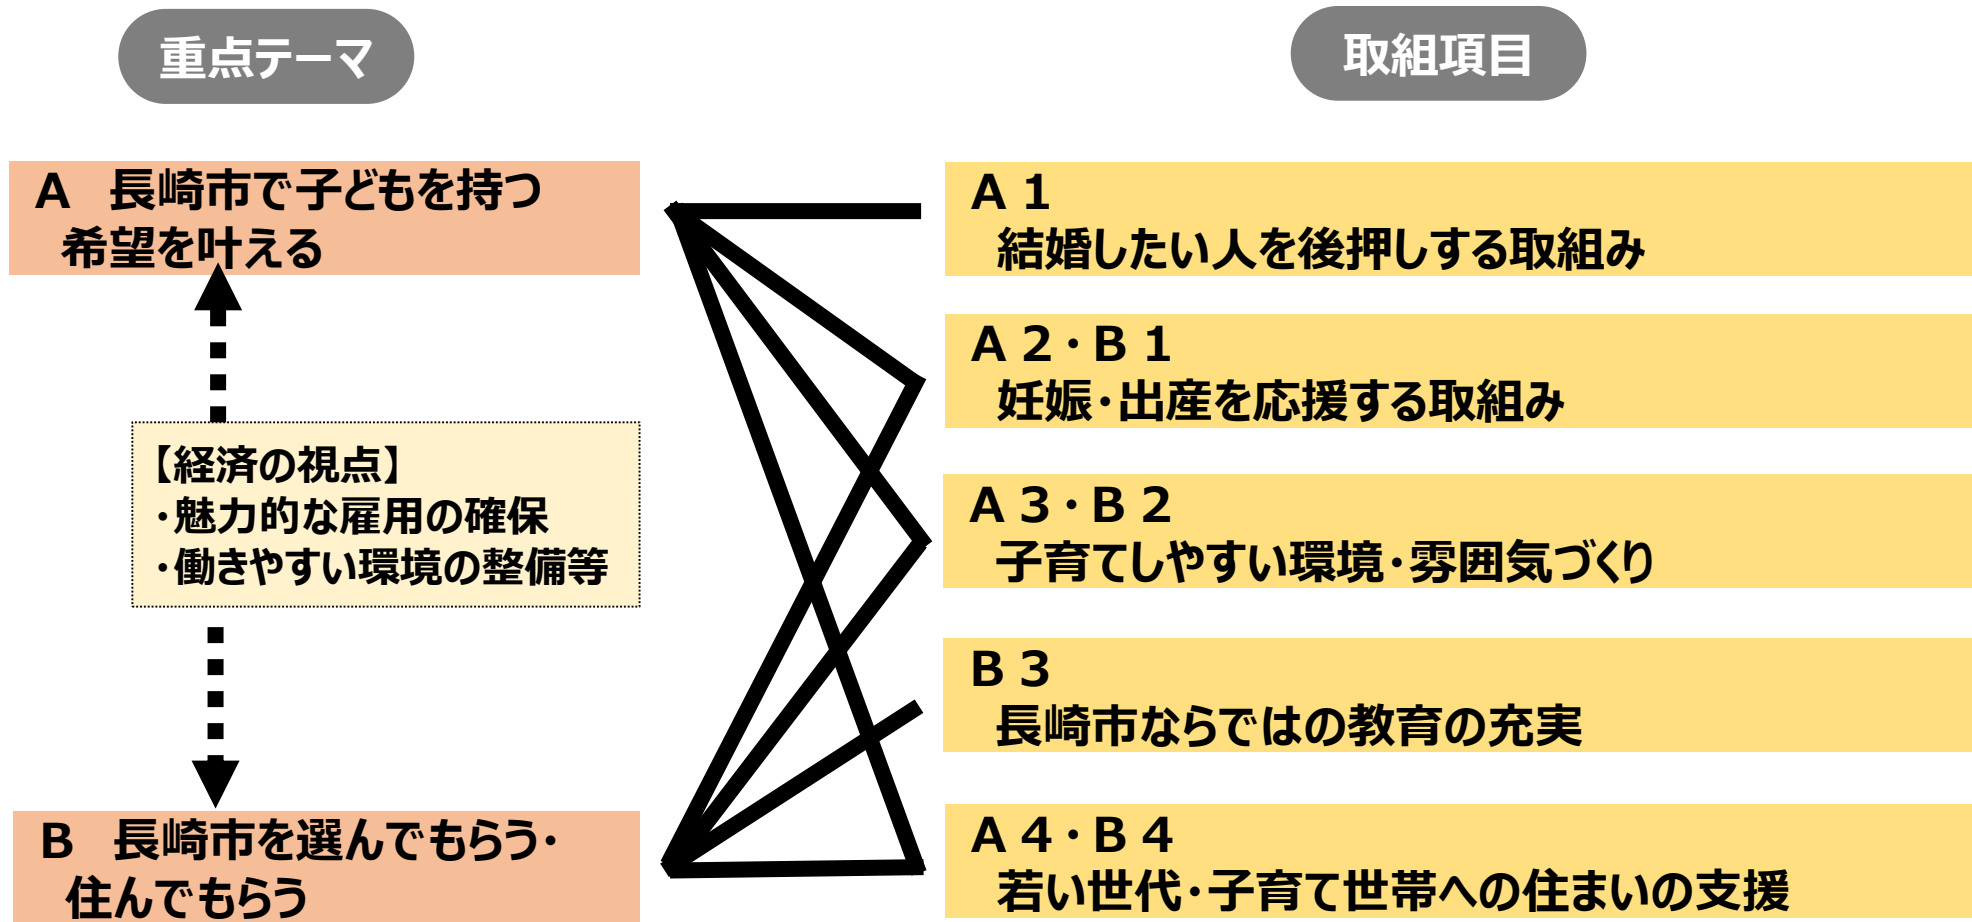 重点テーマ
取組項目
A　長崎市で子どもを持つ
希望を叶える
【経済の視点】
・魅力的な雇用の確保
・働きやすい環境の整備等
B　長崎市を選んでもらう・
住んでもらう
A１
結婚したい人を後押しする取組み
A２・B１
妊娠・出産を応援する取組み
A３・B２
子育てしやすい環境・雰囲気づくり
B３
長崎市ならではの教育の充実
A４・B４
若い世代・子育て世帯への住まいの支援